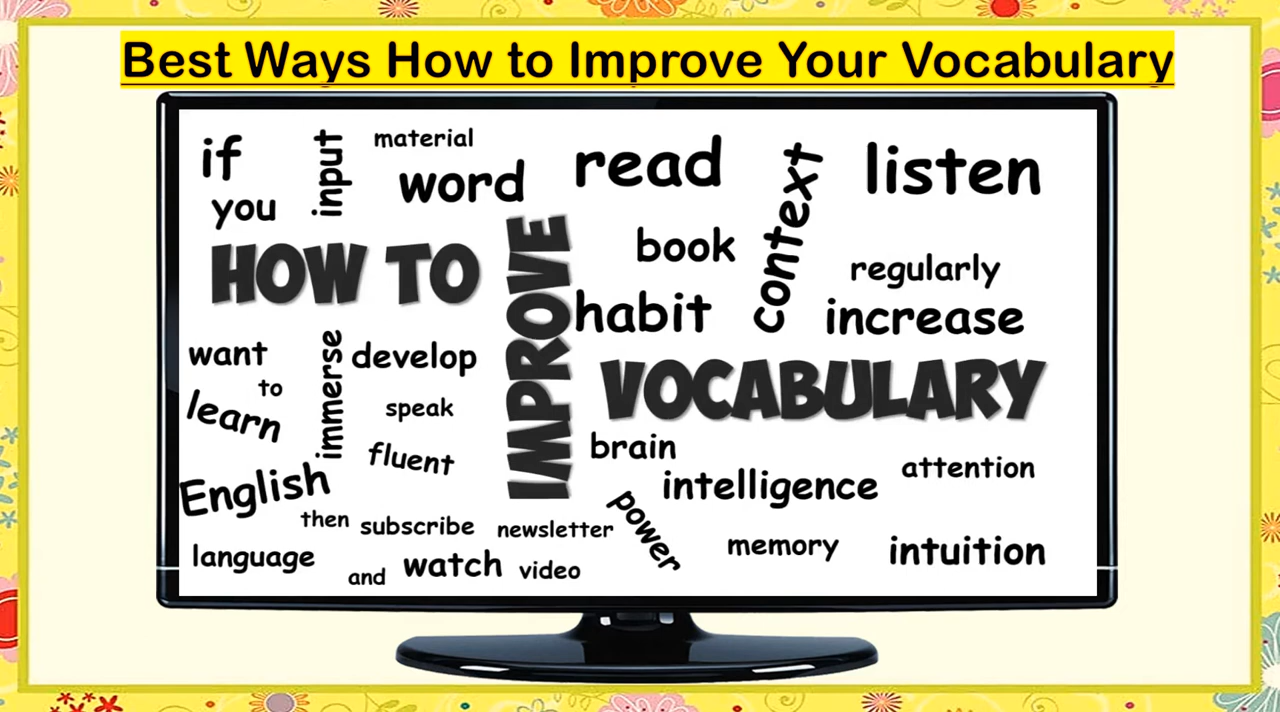 Best Ways How to Improve Your Vocabulary
if
input
material
word
read
context
listen
you
HOW TO
IMPROVE
book
regularly
habit
increase
want
to
learn
immerse
develop
speak
fluent
VOCABULARY
brain
attention
English
intelligence
then
subscribe
newsletter
power
memory
intuition
language
and
watch
video